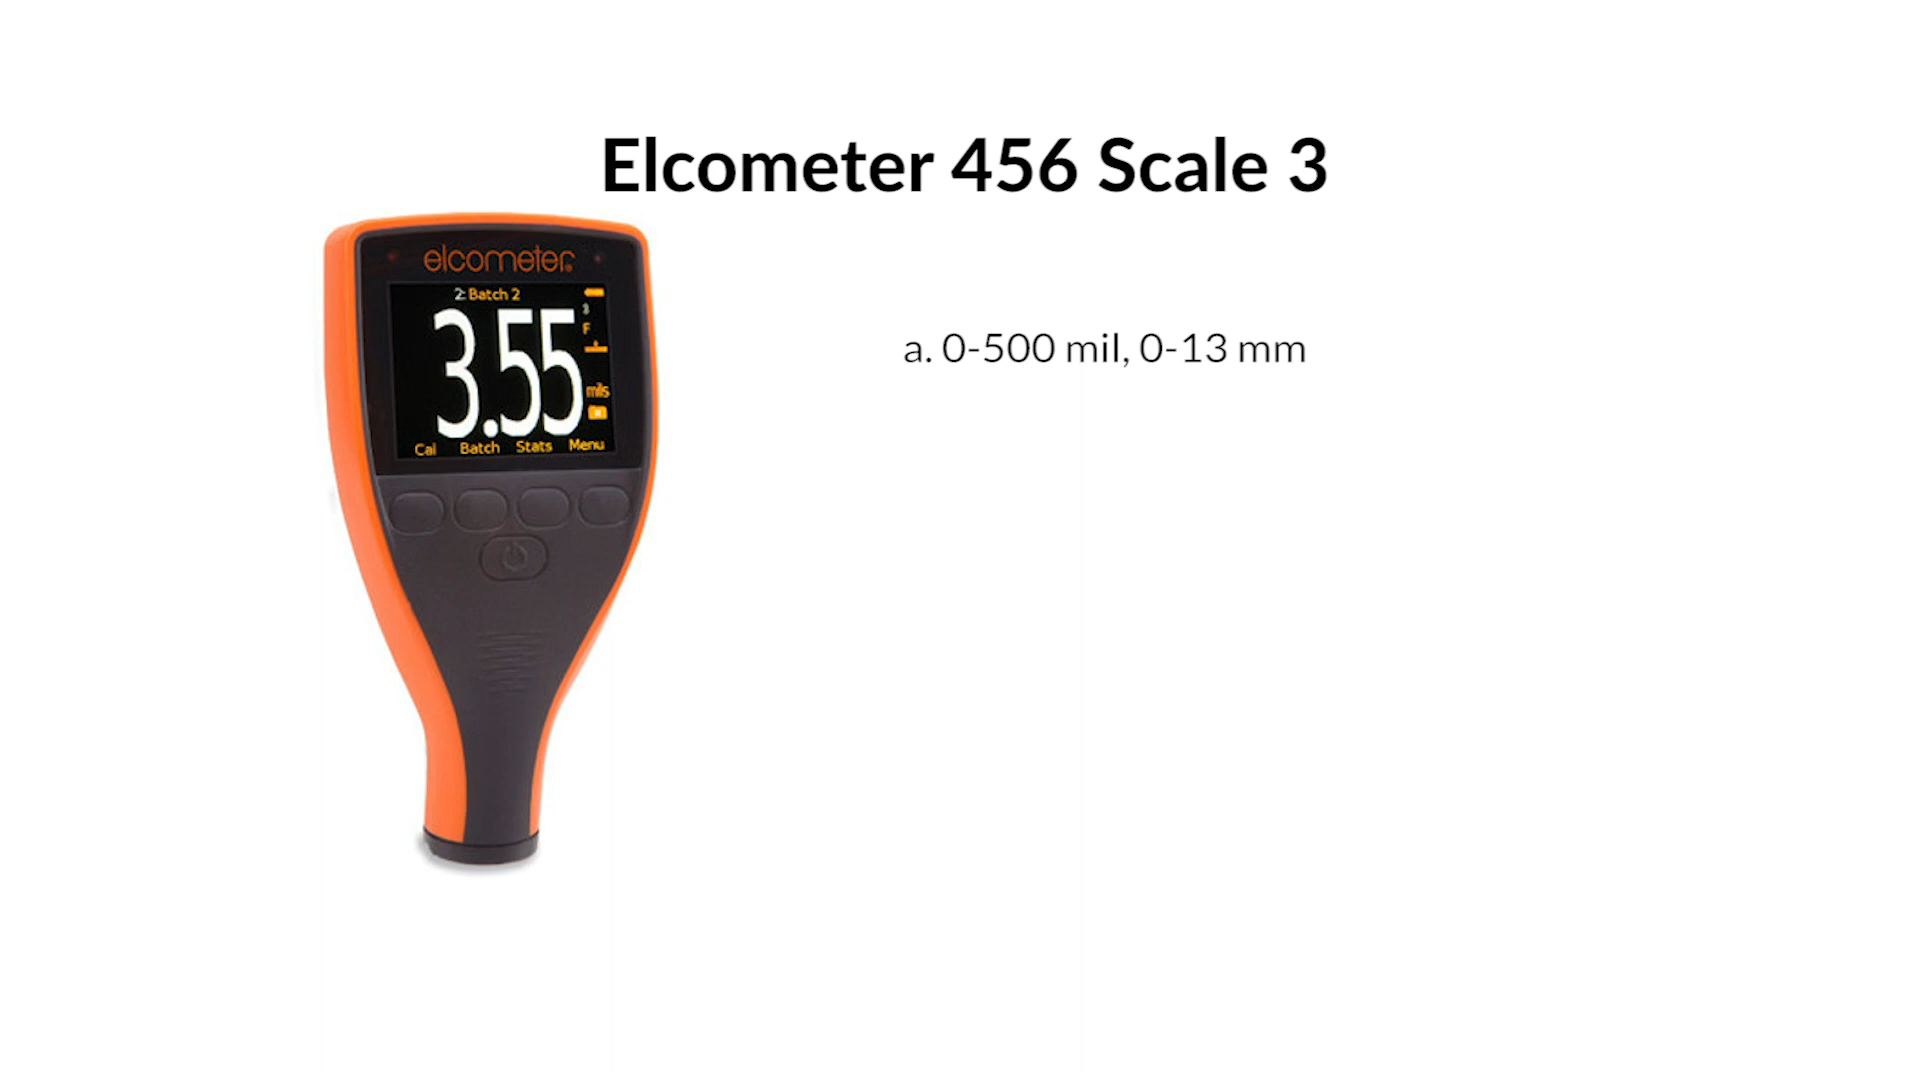 Elcometer 456 Scale 3
elcometer®
2: Batch 2
3.55
3
F
mils
Cal Batch Stats Menu
a. 0-500 mil, 0-13 mm